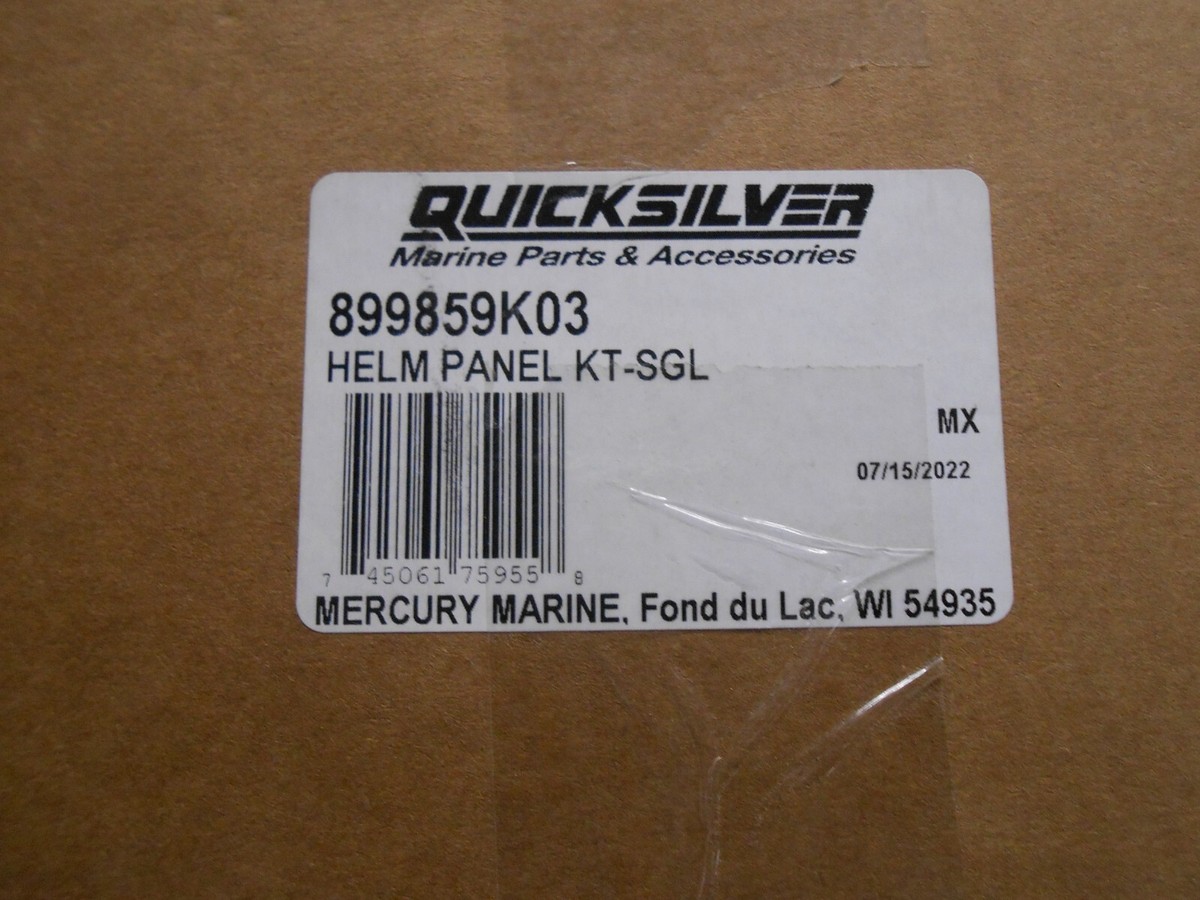 QUICKSILVER
Marine Parts & Accessories
899859K03
HELM PANEL KT-SGL
MX
07/15/2022
7 45061 75955 8
MERCURY MARINE, Fond du Lac, WI 54935